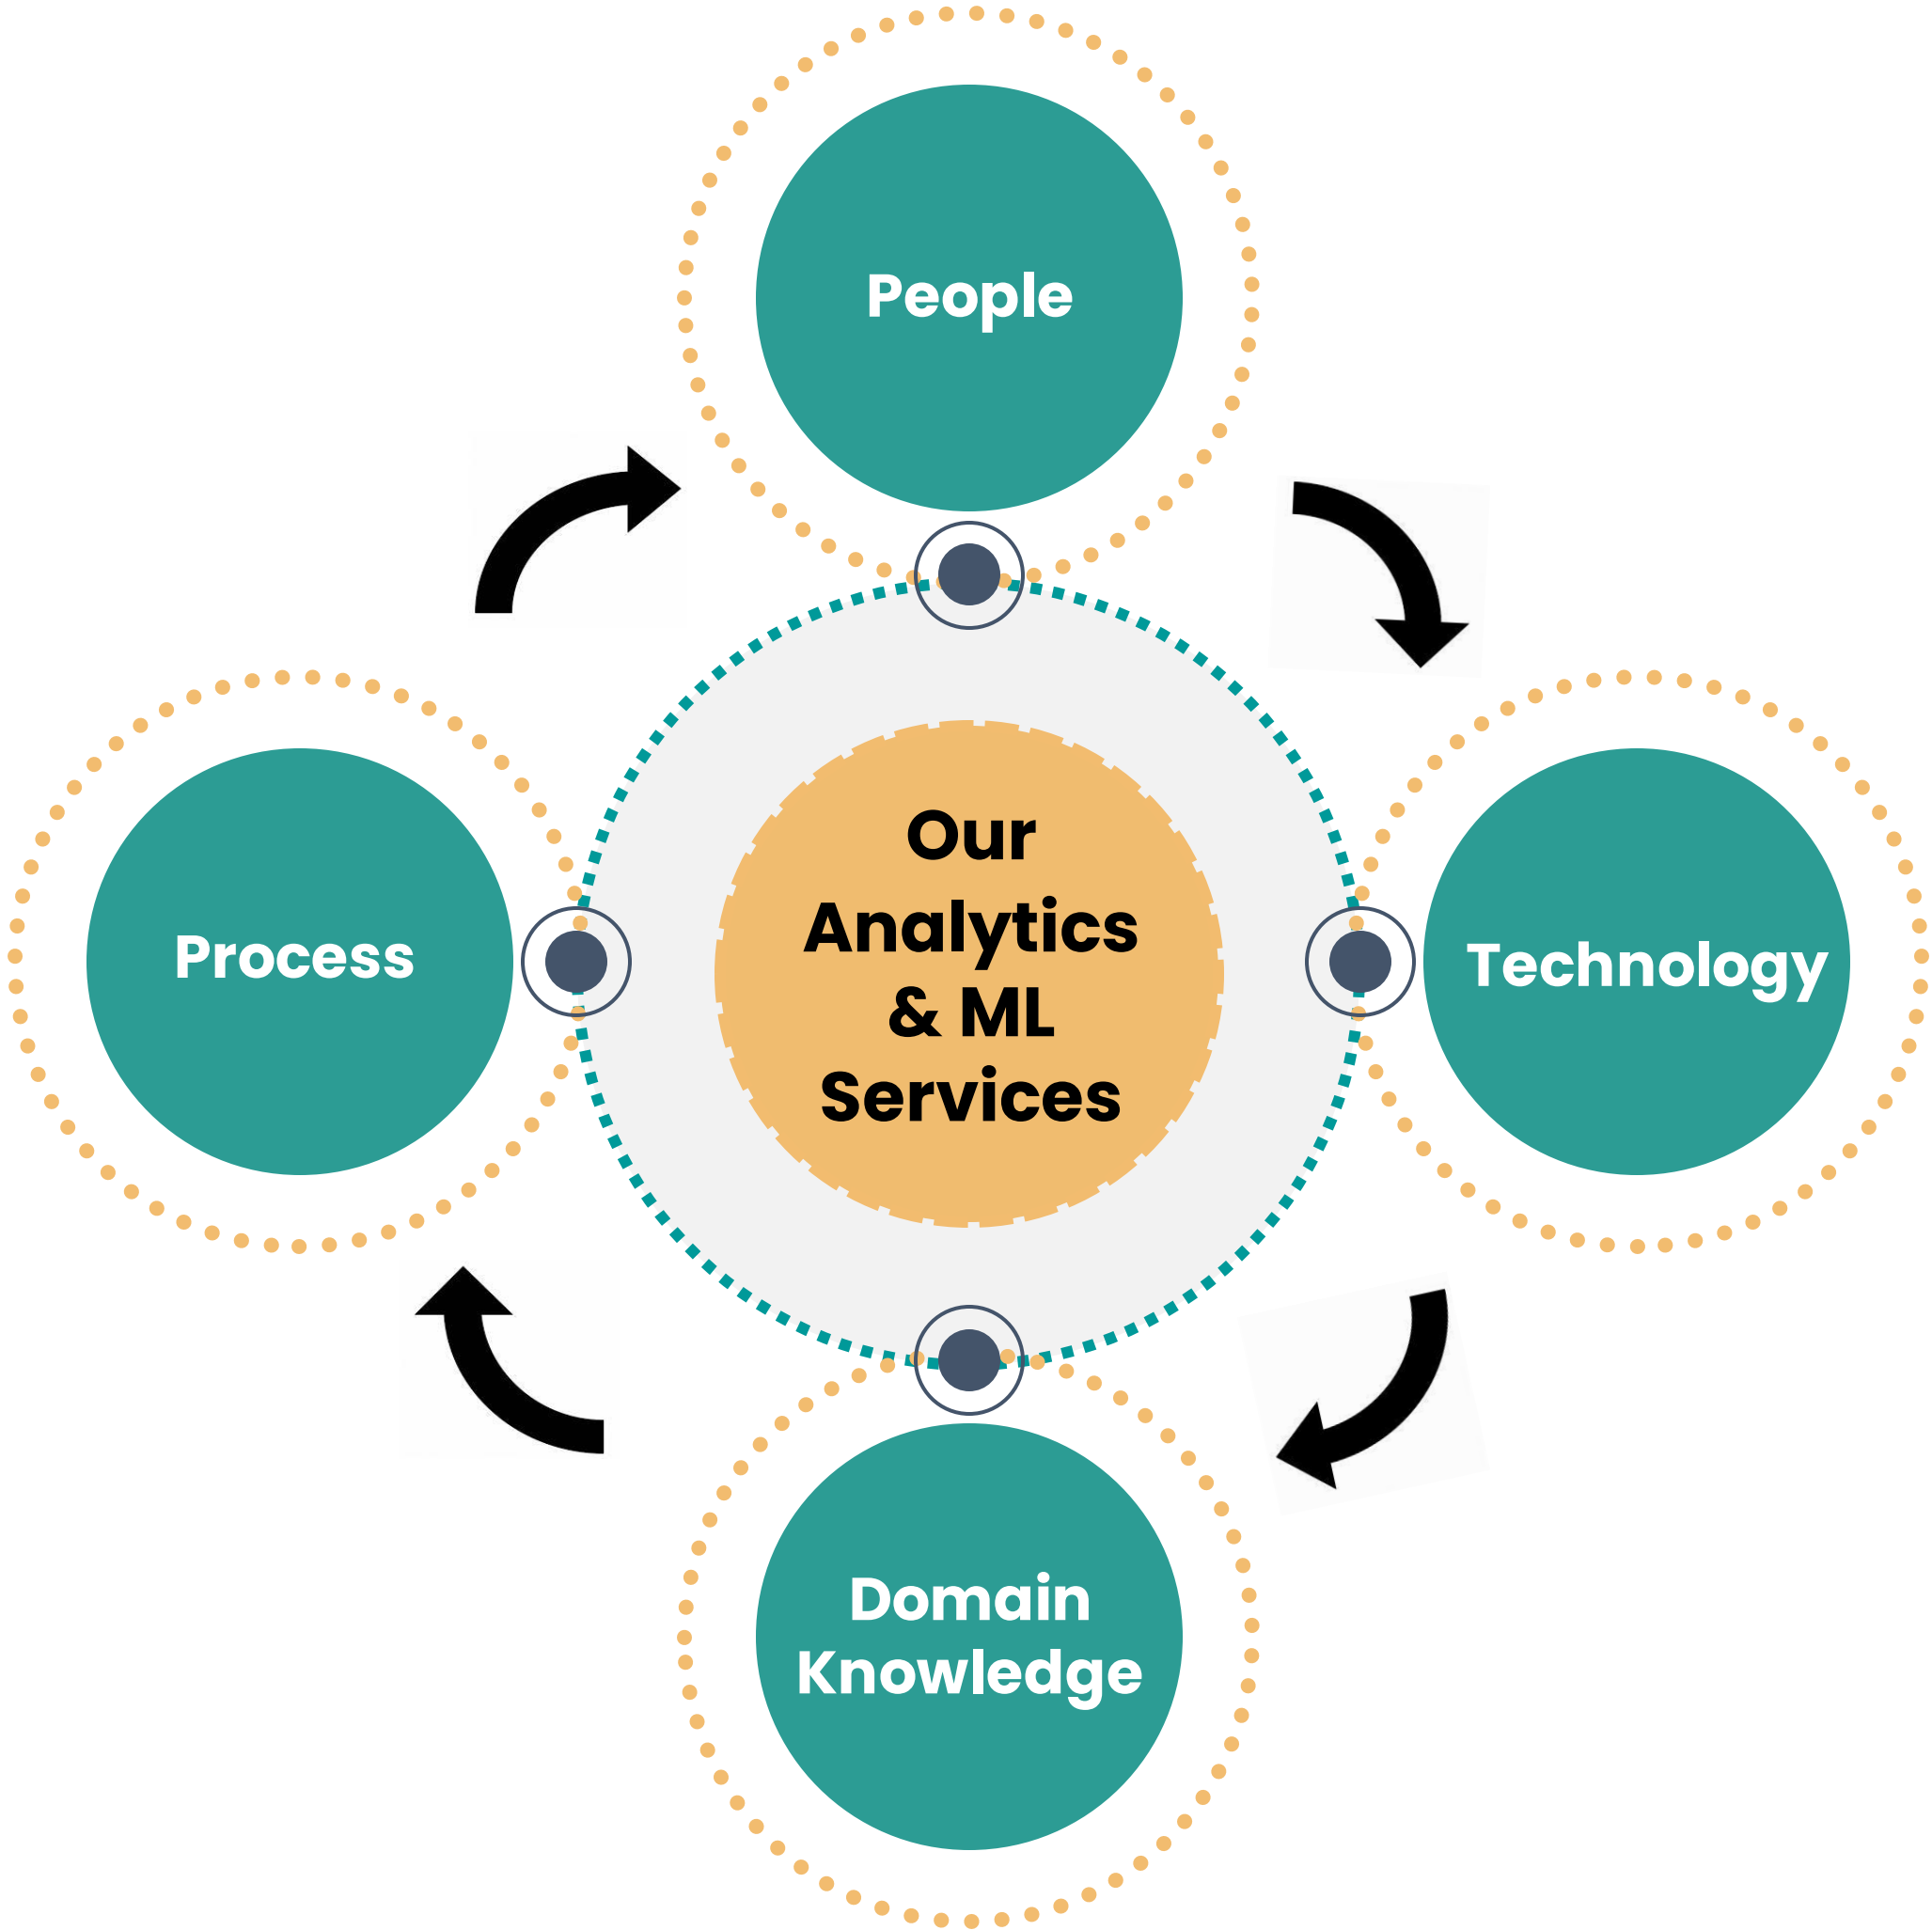 People
Process
Our
Analytics
& ML
Services
Technology
Domain
Knowledge